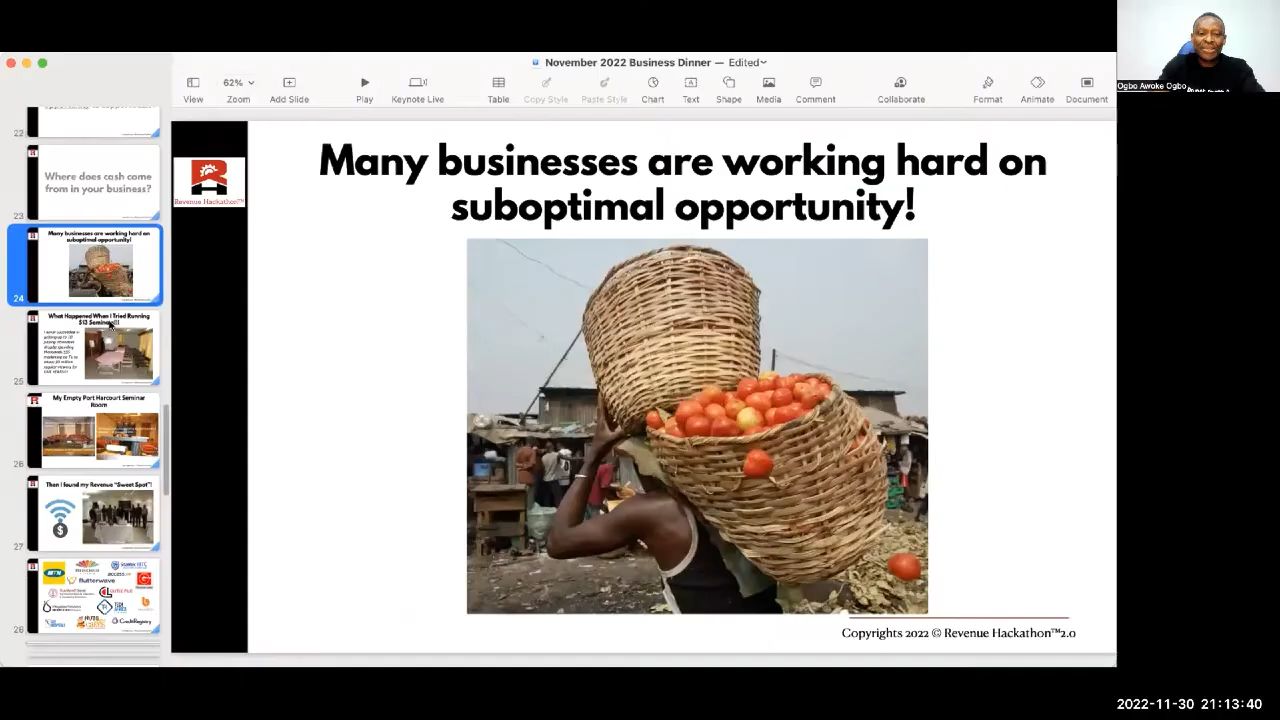 November 2022 Business Dinner — Edited
View
62%
Zoom
Add Slide
Play
Keynote Live
Table
Copy Style
Paste Style
Chart
Text
Shape
Media
Comment
Collaborate
Format
Animate
Document
Ogbo Awoke Ogbo
22
Where does cash come
from in your business?
23
Many businesses are working hard on
suboptimal opportunity!
24
What Happened When I Tried Running
$13 Seminars!!!
25
My Empty Port Harcourt Seminar
Room
26
Then I found my Revenue "Sweet Spot"!
$
27
MTN
flutterwave
CreditRegistry
28
Revenue Hackathon™
Many businesses are working hard on
suboptimal opportunity!
Copyrights 2022 © Revenue Hackathon™2.0
2022-11-30 21:13:40